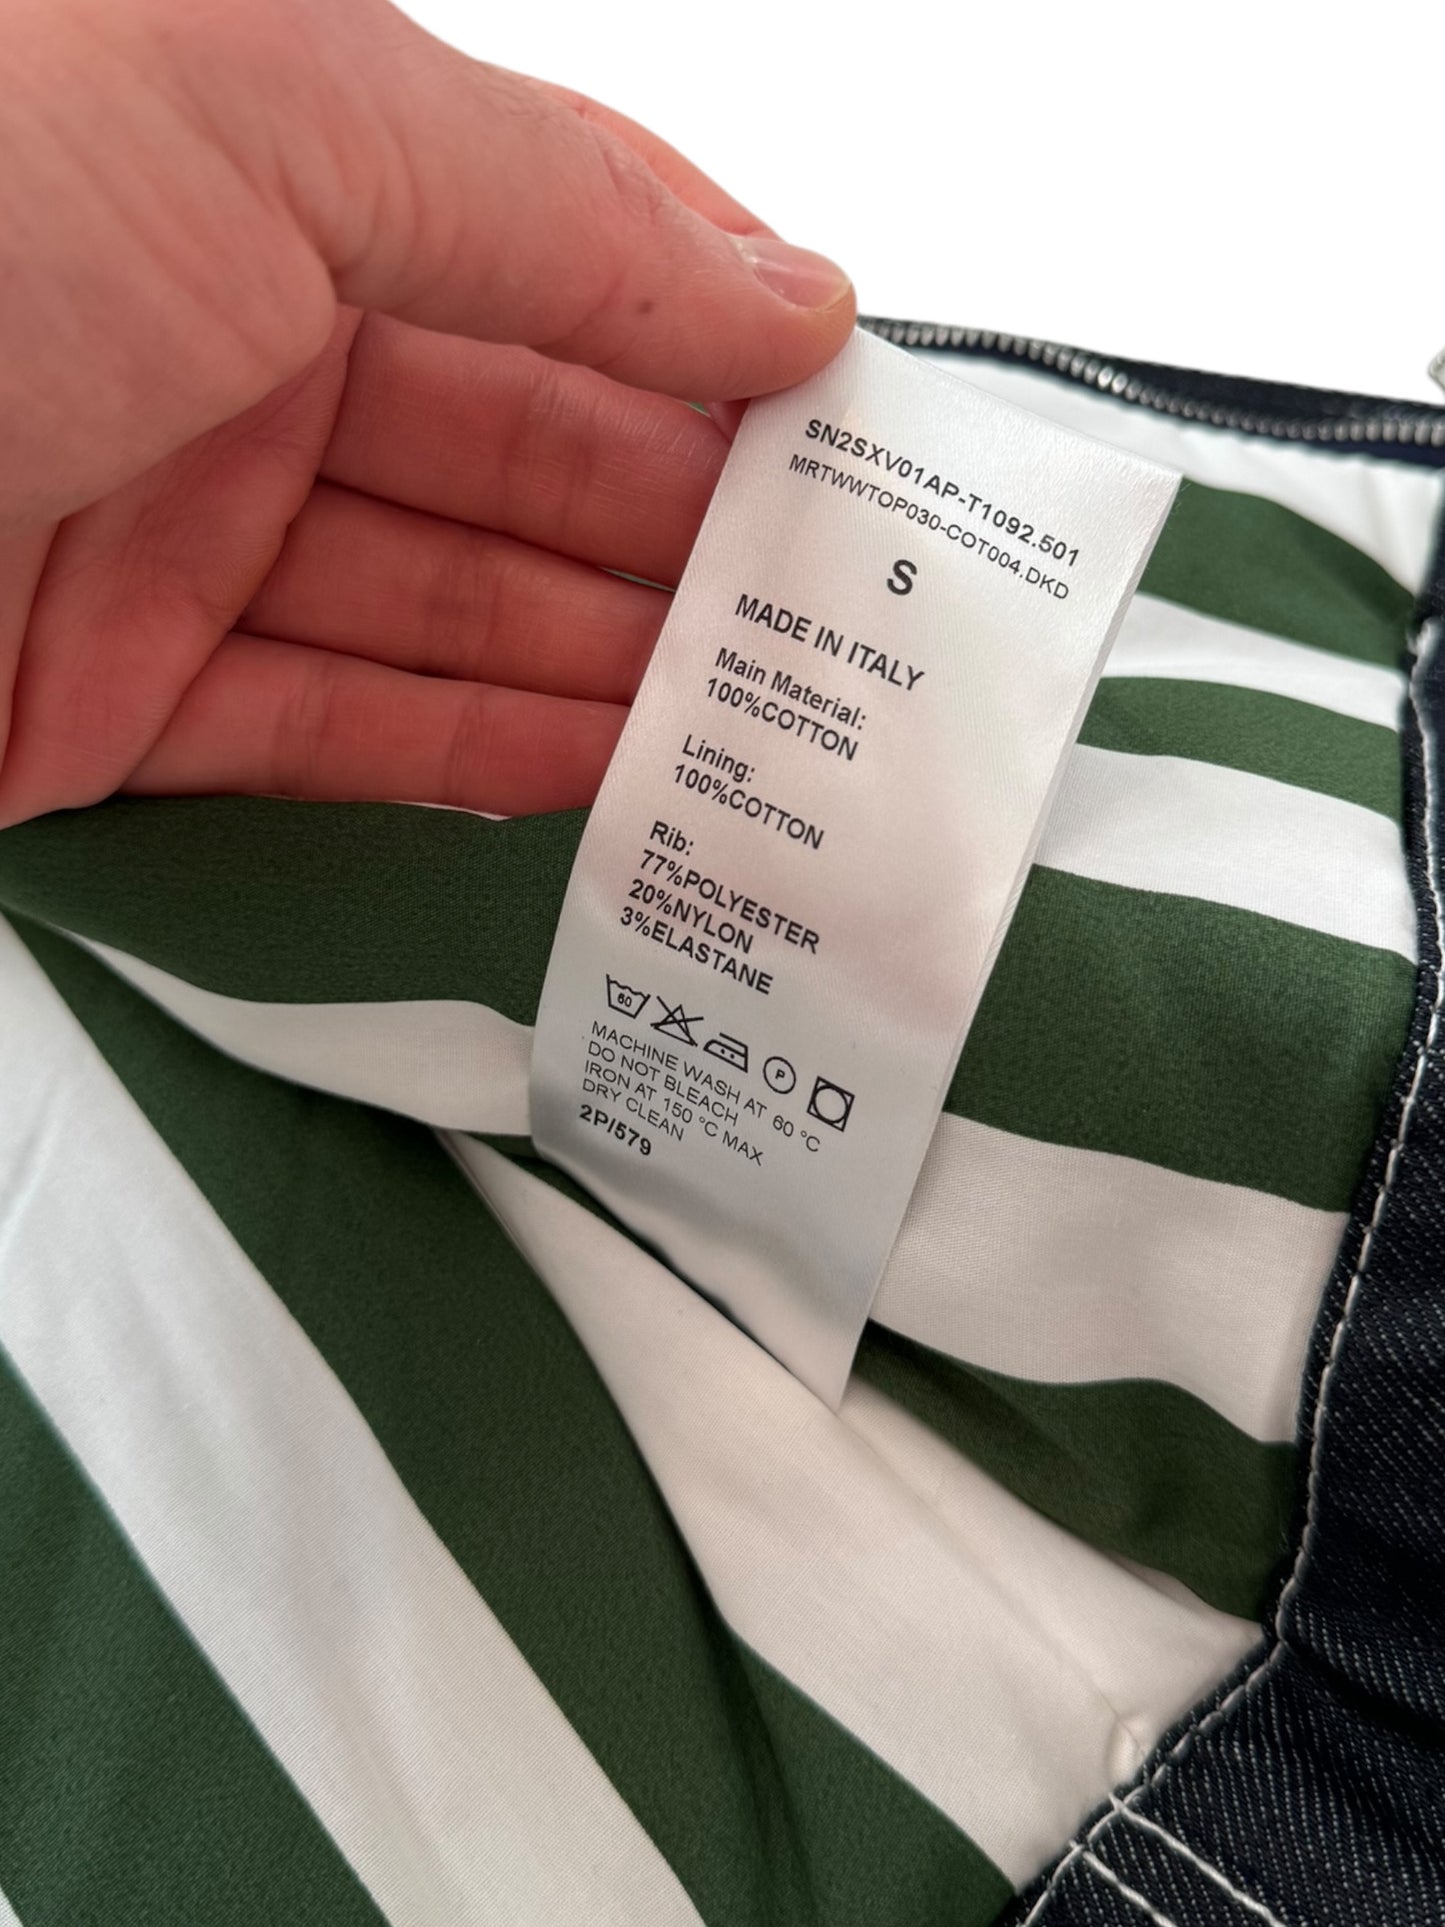 SN2SXV01AP-T1092.501
MRTWWTOP030-COT004.DKD
S
MADE IN ITALY
Main Material:
100%COTTON
Lining:
100%COTTON
Rib:
77%POLYESTER
20%NYLON
3%ELASTANE
60
P
MACHINE WASH AT 60 °C
DO NOT BLEACH
IRON AT 150 °C MAX
DRY CLEAN
2P/579